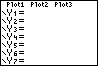 Plot1 Plot2 Plot3
\Y1=
\Y2=
\Y3=
\Y4=
\Y5=
\Y6=
\Y7=